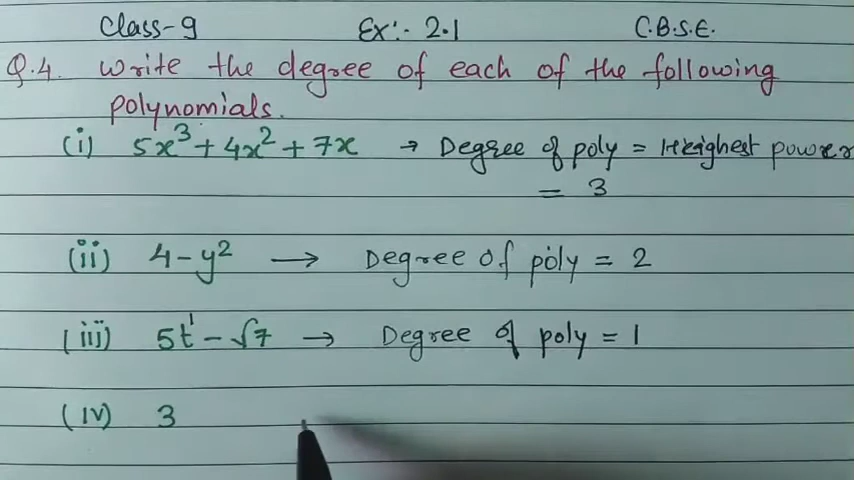 Class-9 Ex:- 2.1 C.B.S.E.
Q.4. Write the degree of each of the following
polynomials.
(i) 5x³ + 4x² + 7x → Degree of poly = Heighest power
= 3
(ii) 4 - y² → Degree of poly = 2
(iii) 5t¹ - √7 → Degree of poly = 1
(iv) 3